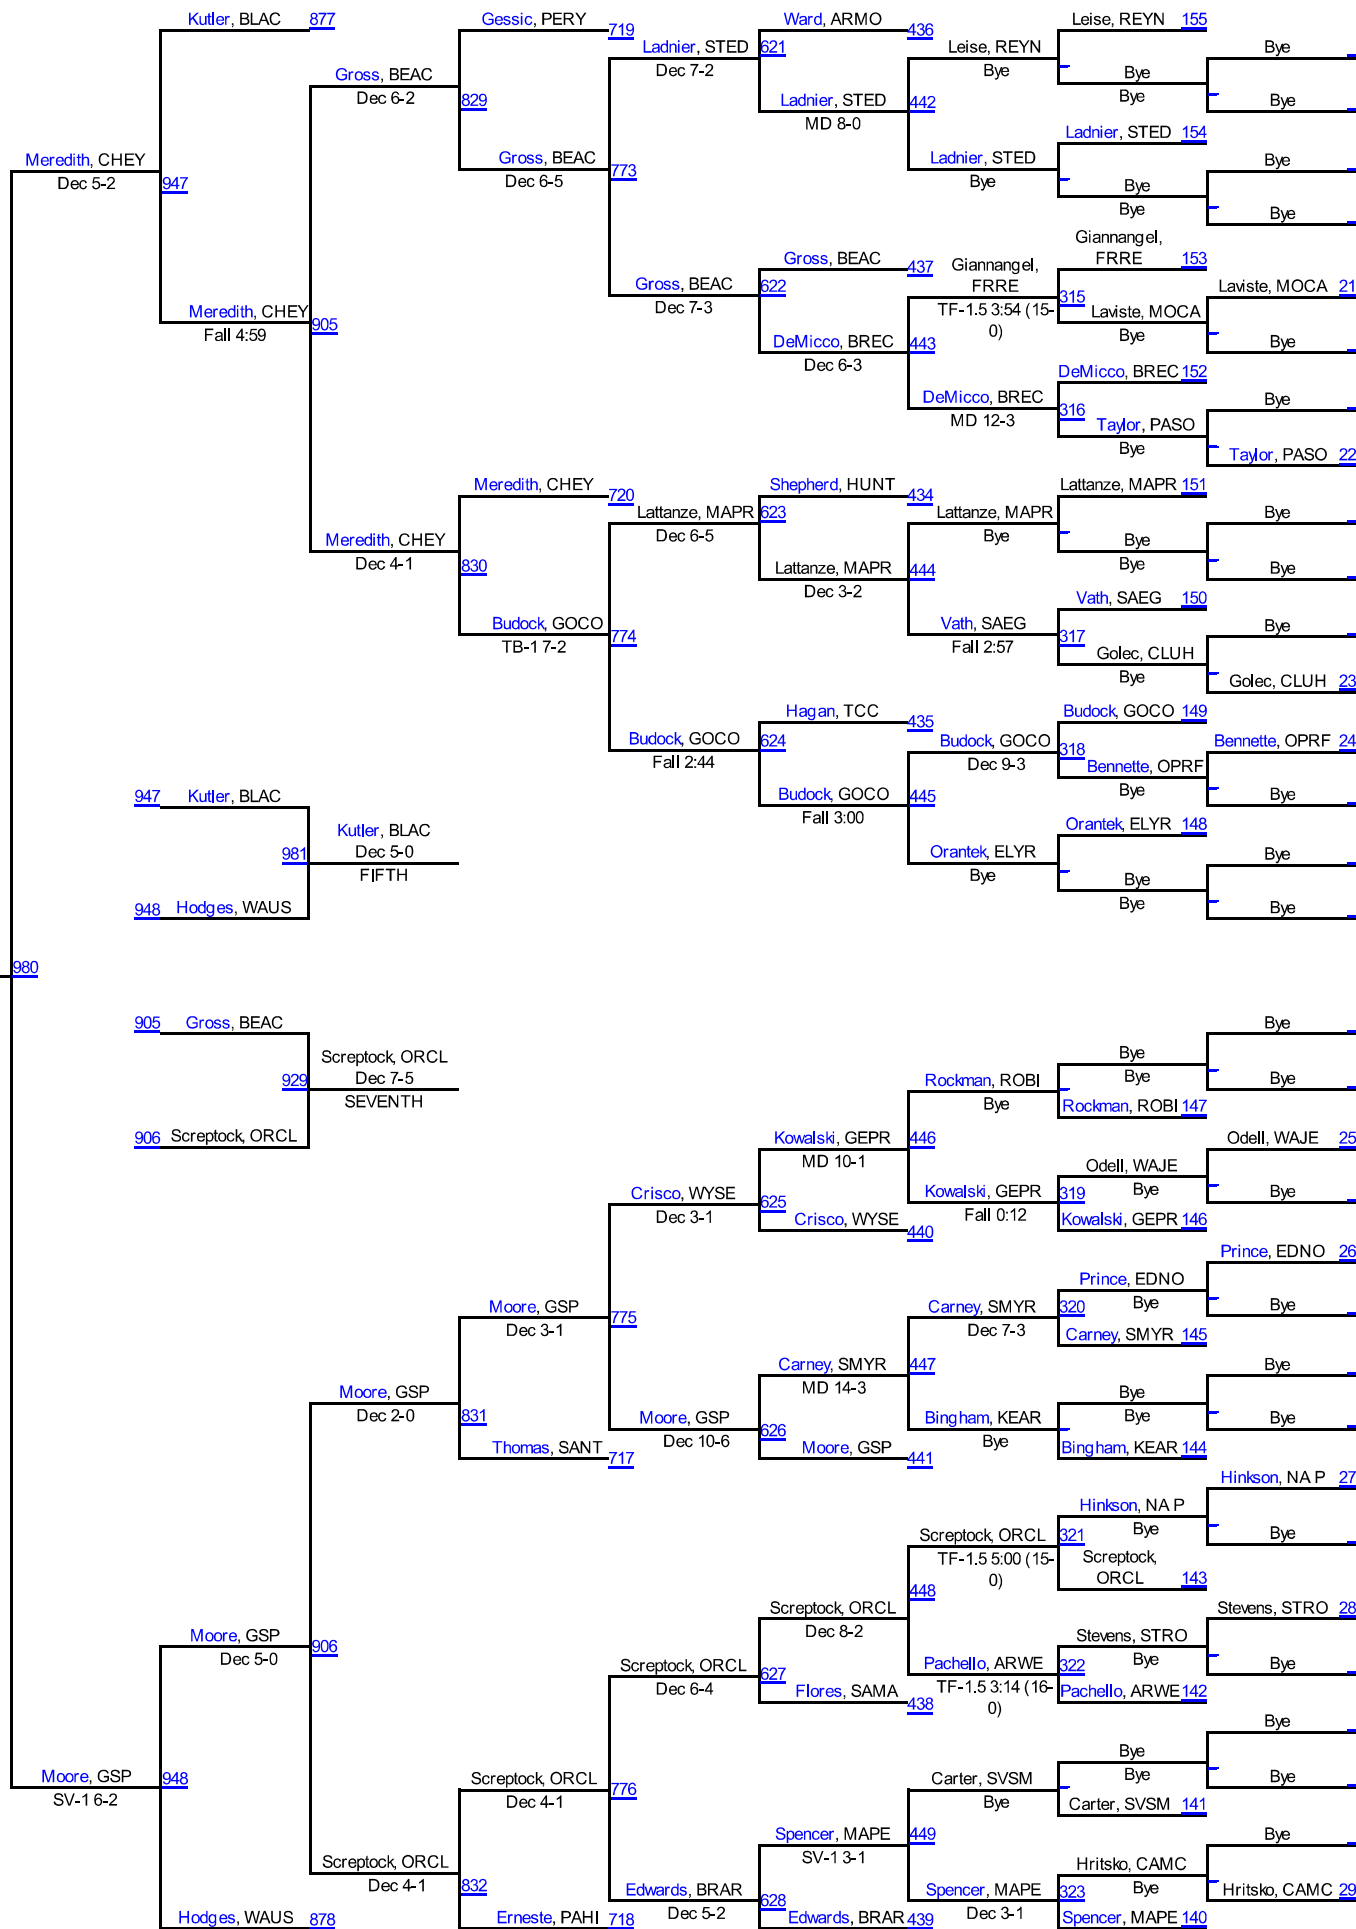 Kutler, BLAC 877
Gessic, PERY 719
Ward, ARMO 436
Leise, REYN 155
Ladnier, STED 621
Dec 7-2
Leise, REYN
Bye
Bye
Gross, BEAC
Dec 6-2
829
Bye
Bye
Bye
Ladnier, STED
MD 8-0
442
Ladnier, STED 154
Meredith, CHEY
Dec 5-2
947
Gross, BEAC
Dec 6-5
773
Ladnier, STED
Bye
Bye
Bye
Bye
Bye
Giannangel,
FRRE 153
Gross, BEAC 437
Giannangel,
FRRE
TF-1.5 3:54 (15-
0)
315
Laviste, MOCA 21
Gross, BEAC
Dec 7-3
622
Laviste, MOCA
Bye
Bye
Meredith, CHEY
Fall 4:59
905
DeMicco, BREC
Dec 6-3
443
DeMicco, BREC 152
DeMicco, BREC
MD 12-3
316
Bye
Taylor, PASO
Bye
Taylor, PASO 22
Meredith, CHEY 720
Shepherd, HUNT 434
Lattanze, MAPR 151
Lattanze, MAPR
Dec 6-5
623
Lattanze, MAPR
Bye
Bye
Meredith, CHEY
Dec 4-1
830
Bye
Bye
Lattanze, MAPR
Dec 3-2
444
Vath, SAEG 150
Budock, GOCO
TB-1 7-2
774
Vath, SAEG
Fall 2:57
317
Bye
Golec, CLUH
Bye
Golec, CLUH 23
Hagan, TCC 435
Budock, GOCO 149
Budock, GOCO
Fall 2:44
624
Budock, GOCO
Dec 9-3
318
Bennette, OPRF 24
Bennette, OPRF
Bye
947 Kutler, BLAC
Budock, GOCO
Fall 3:00
445
Bye
Kutler, BLAC
Dec 5-0
FIFTH
981
Orantek, ELYR 148
Orantek, ELYR
Bye
Bye
Bye
Bye
948 Hodges, WAUS
Bye
980
905 Gross, BEAC
Bye
Screptock, ORCL
Dec 7-5
SEVENTH
929
Bye
Bye
Rockman, ROBI
Bye
Bye
Rockman, ROBI 147
906 Screptock, ORCL
Kowalski, GEPR
MD 10-1
446
Odell, WAJE 25
Odell, WAJE
Bye
Crisco, WYSE
Dec 3-1
625
Kowalski, GEPR
Fall 0:12
319
Bye
Crisco, WYSE 440
Kowalski, GEPR 146
Prince, EDNO 26
Prince, EDNO
Bye
Moore, GSP
Dec 3-1
775
Carney, SMYR
Dec 7-3
320
Bye
Carney, SMYR 145
Carney, SMYR
MD 14-3
447
Bye
Moore, GSP
Dec 2-0
831
Bye
Bye
Moore, GSP
Dec 10-6
626
Bingham, KEAR
Bye
Bye
Thomas, SANT 717
Moore, GSP 441
Bingham, KEAR 144
Hinkson, NA P 27
Hinkson, NA P
Bye
Screptock, ORCL
TF-1.5 5:00 (15-
0)
321
Bye
Screptock,
ORCL 143
448
Screptock, ORCL
Dec 8-2
Stevens, STRO 28
Moore, GSP
Dec 5-0
906
Stevens, STRO
Bye
Screptock, ORCL
Dec 6-4
627
Pachello, ARWE
TF-1.5 3:14 (16-
0)
322
Bye
Flores, SAMA 438
Pachello, ARWE 142
Bye
Bye
Bye
Moore, GSP
SV-1 6-2
948
Screptock, ORCL
Dec 4-1
776
Carter, SVSM
Bye
Bye
Carter, SVSM 141
Spencer, MAPE
SV-1 3-1
449
Bye
Screptock, ORCL
Dec 4-1
832
Hritsko, CAMC
Bye
Edwards, BRAR
Dec 5-2
628
Spencer, MAPE
Dec 3-1
323
Hritsko, CAMC 29
Hodges, WAUS 878
Erneste, PAHI 718
Edwards, BRAR 439
Spencer, MAPE 140